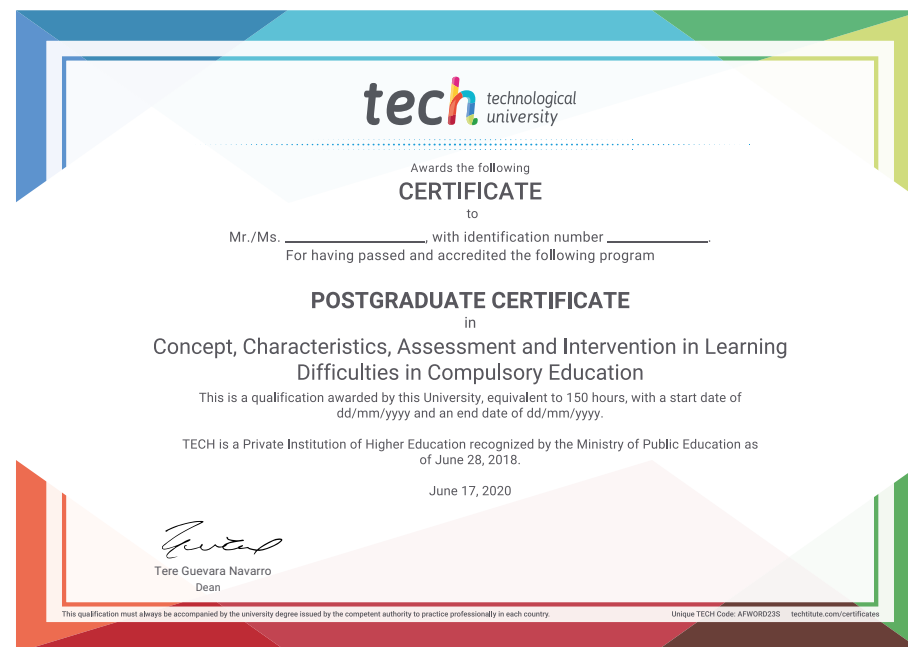 tech technological
university
Awards the following
CERTIFICATE
to
Mr./Ms. ____________________, with identification number ______________.
For having passed and accredited the following program
POSTGRADUATE CERTIFICATE
in
Concept, Characteristics, Assessment and Intervention in Learning
Difficulties in Compulsory Education
This is a qualification awarded by this University, equivalent to 150 hours, with a start date of
dd/mm/yyyy and an end date of dd/mm/yyyy.
TECH is a Private Institution of Higher Education recognized by the Ministry of Public Education as
of June 28, 2018.
June 17, 2020
Tere Guevara Navarro
Dean
This qualification must always be accompanied by the university degree issued by the competent authority to practice professionally in each country.
Unique TECH Code: AFWORD23S techtitute.com/certificates